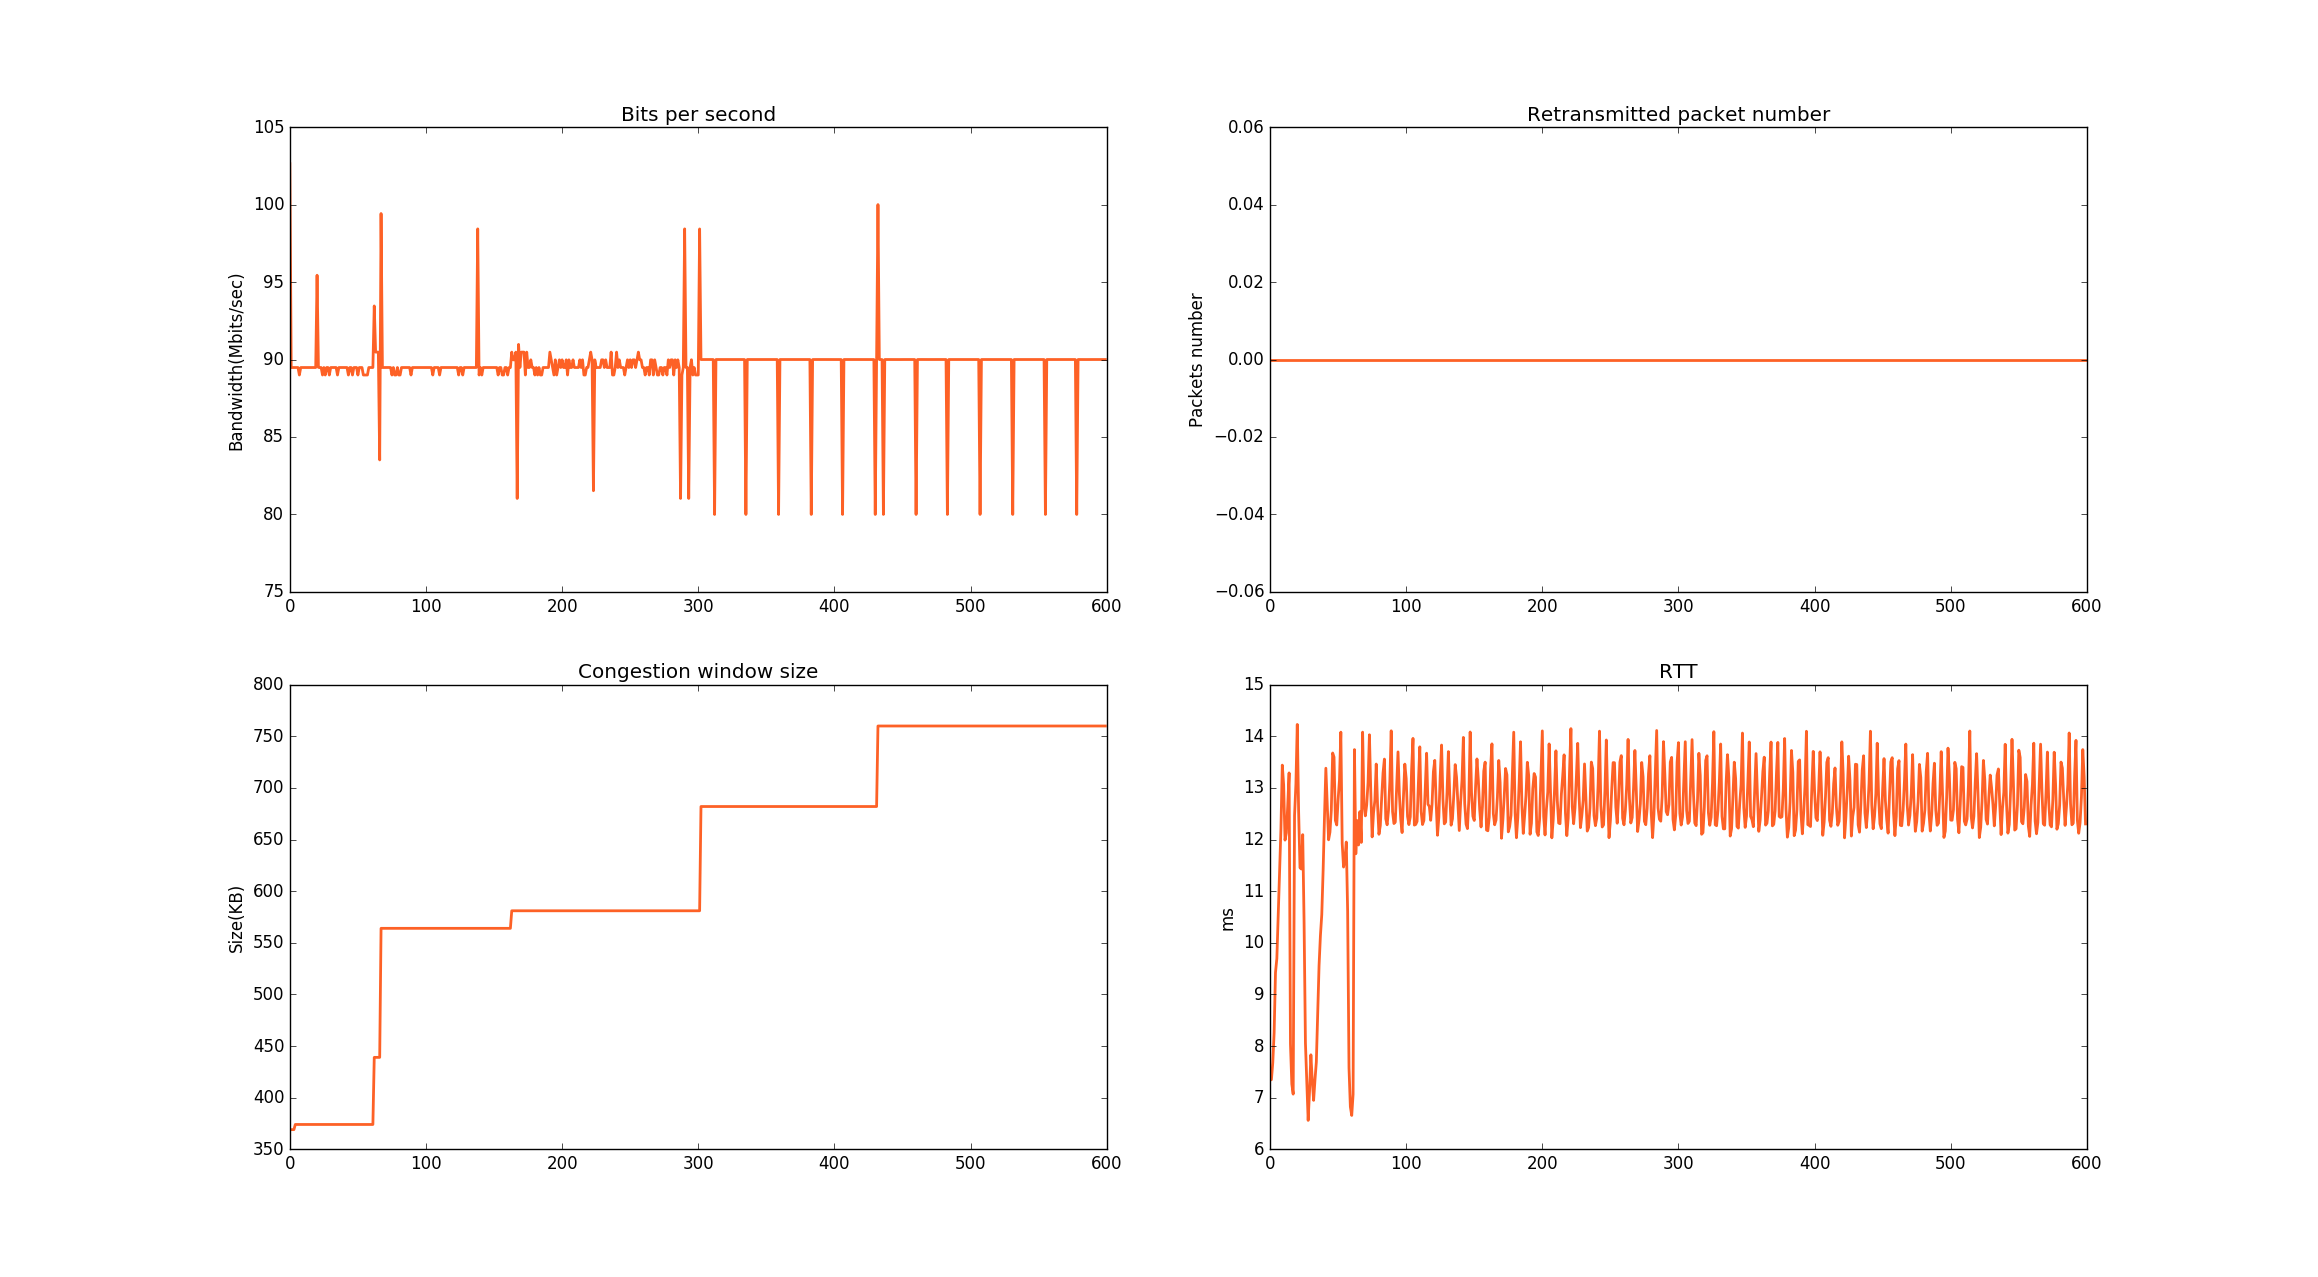 Bits per second
105
100
95
90
85
80
75
Bandwidth(Mbits/sec)
0 100 200 300 400 500 600
Retransmitted packet number
0.06
0.04
0.02
0.00
−0.02
−0.04
−0.06
Packets number
0 100 200 300 400 500 600
Congestion window size
800
750
700
650
600
550
500
450
400
350
Size(KB)
0 100 200 300 400 500 600
RTT
15
14
13
12
11
10
9
8
7
6
ms
0 100 200 300 400 500 600